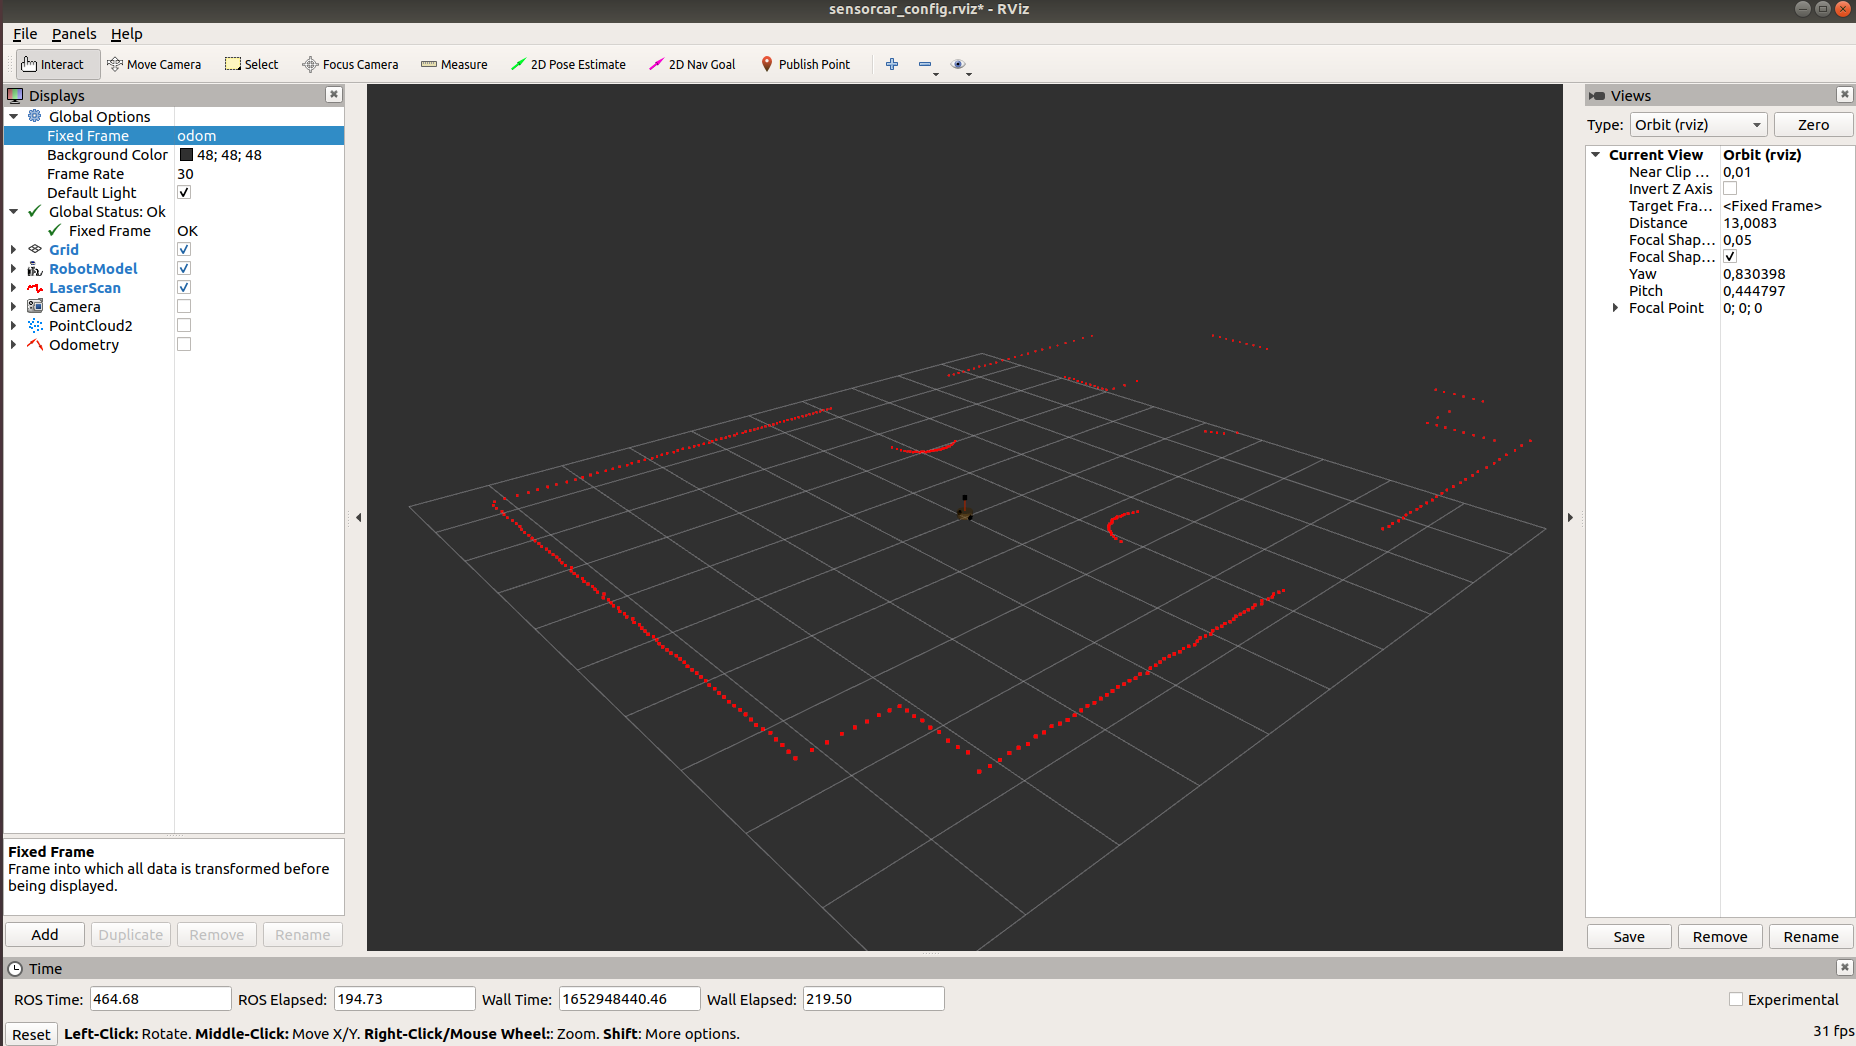 sensorcar_config.rviz* - RViz
File Panels Help
Interact Move Camera Select Focus Camera Measure 2D Pose Estimate 2D Nav Goal Publish Point
Displays
Global Options
Fixed Frame odom
Background Color 48; 48; 48
Frame Rate 30
Default Light
Global Status: Ok
Fixed Frame OK
Grid
RobotModel
LaserScan
Camera
PointCloud2
Odometry
Fixed Frame
Frame into which all data is transformed before
being displayed.
Add Duplicate Remove Rename
Views
Type: Orbit (rviz) Zero
Current View Orbit (rviz)
Near Clip ... 0,01
Invert Z Axis
Target Fra... <Fixed Frame>
Distance 13,0083
Focal Shap... 0,05
Focal Shap...
Yaw 0,830398
Pitch 0,444797
Focal Point 0; 0; 0
Save Remove Rename
Time
ROS Time: 464.68 ROS Elapsed: 194.73 Wall Time: 1652948440.46 Wall Elapsed: 219.50 Experimental
Reset Left-Click: Rotate. Middle-Click: Move X/Y. Right-Click/Mouse Wheel:: Zoom. Shift: More options. 31 fps